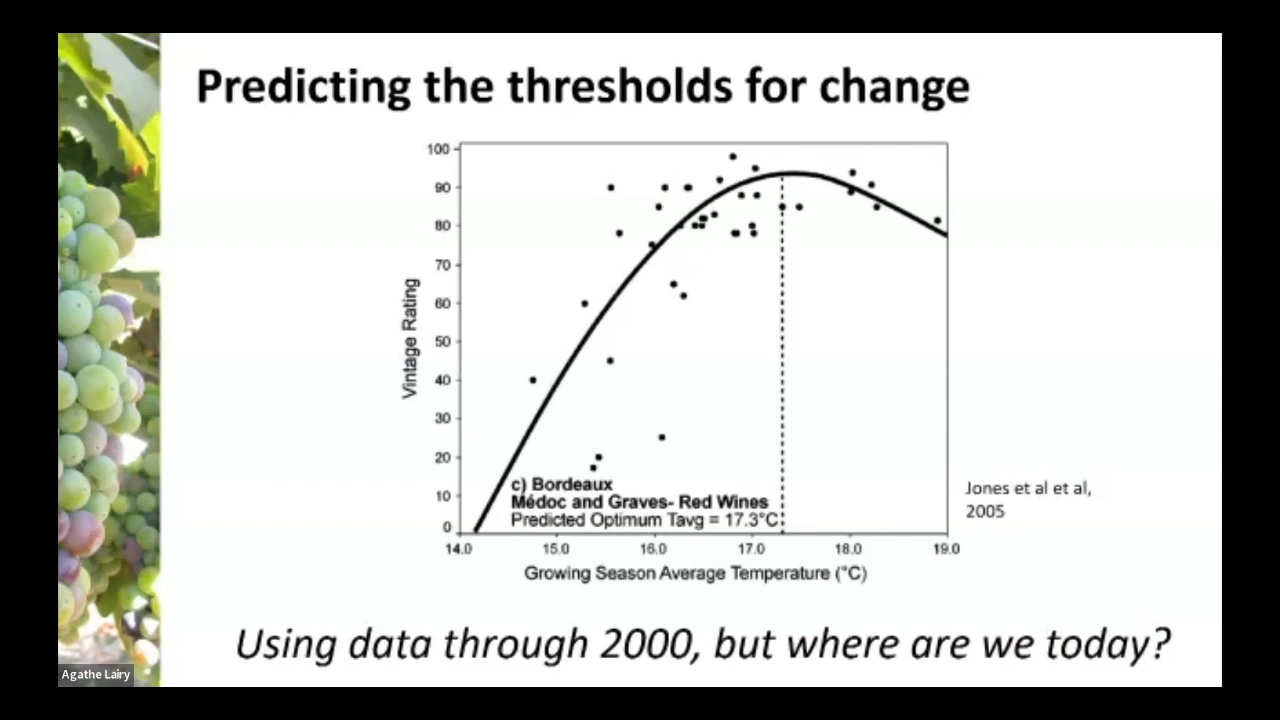 Predicting the thresholds for change
100
90
80
70
60
50
40
30
20
10
0
Vintage Rating
c) Bordeaux
Médoc and Graves- Red Wines
Predicted Optimum Tavg = 17.3°C
14.0 15.0 16.0 17.0 18.0 19.0
Growing Season Average Temperature (°C)
Jones et al et al,
2005
Using data through 2000, but where are we today?
Agathe Lairy